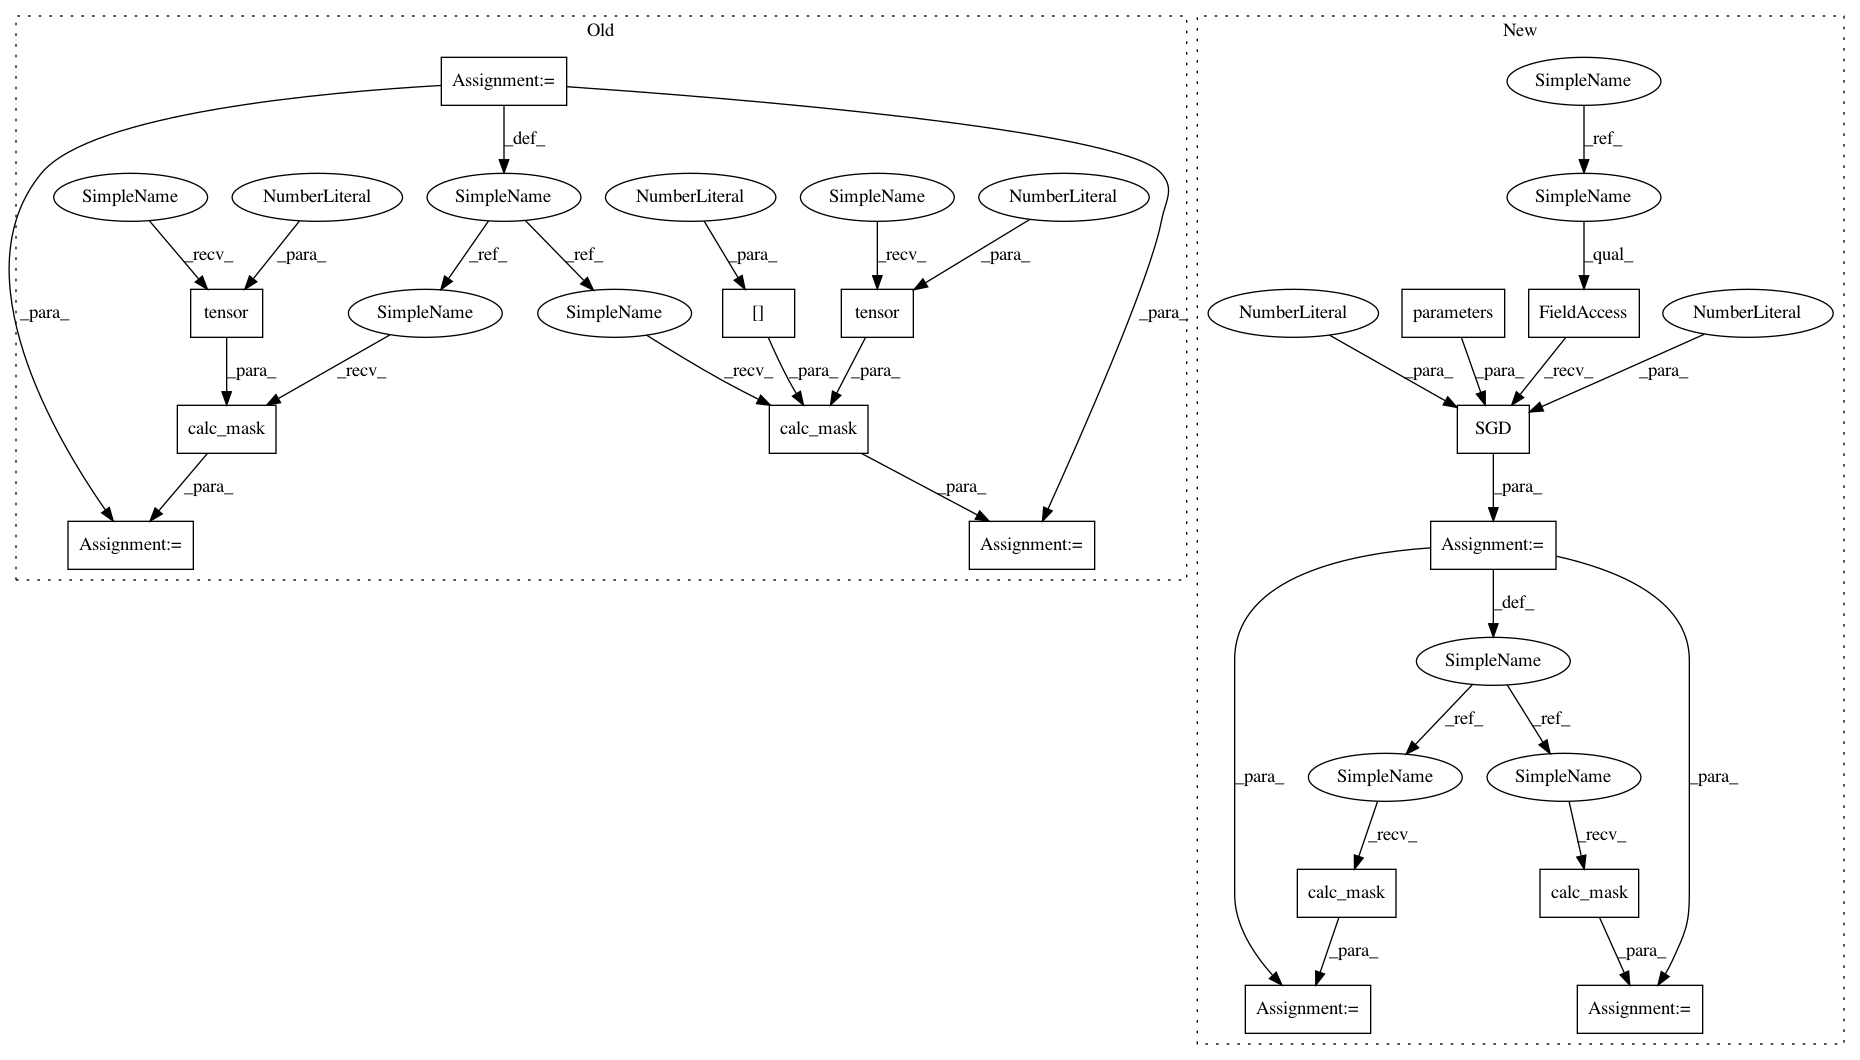 Old
New
Assignment:=
SimpleName
_def_
_ref_
SimpleName
NumberLiteral
SimpleName
NumberLiteral
SimpleName
NumberLiteral
SimpleName
_recv_
_para_
_ref_
_ref_
_para_
_recv_
_para_
_qual_
_para_
tensor
SimpleName
SimpleName
[]
tensor
_para_
NumberLiteral
parameters
FieldAccess
NumberLiteral
_para_
_recv_
_recv_
_para_
_para_
_para_
_para_
_recv_
_para_
calc_mask
calc_mask
SGD
_para_
_para_
_para_
Assignment:=
Assignment:=
Assignment:=
_def_
SimpleName
_ref_
_ref_
_para_
SimpleName
SimpleName
_para_
_recv_
_recv_
calc_mask
calc_mask
_para_
_para_
Assignment:=
Assignment:=